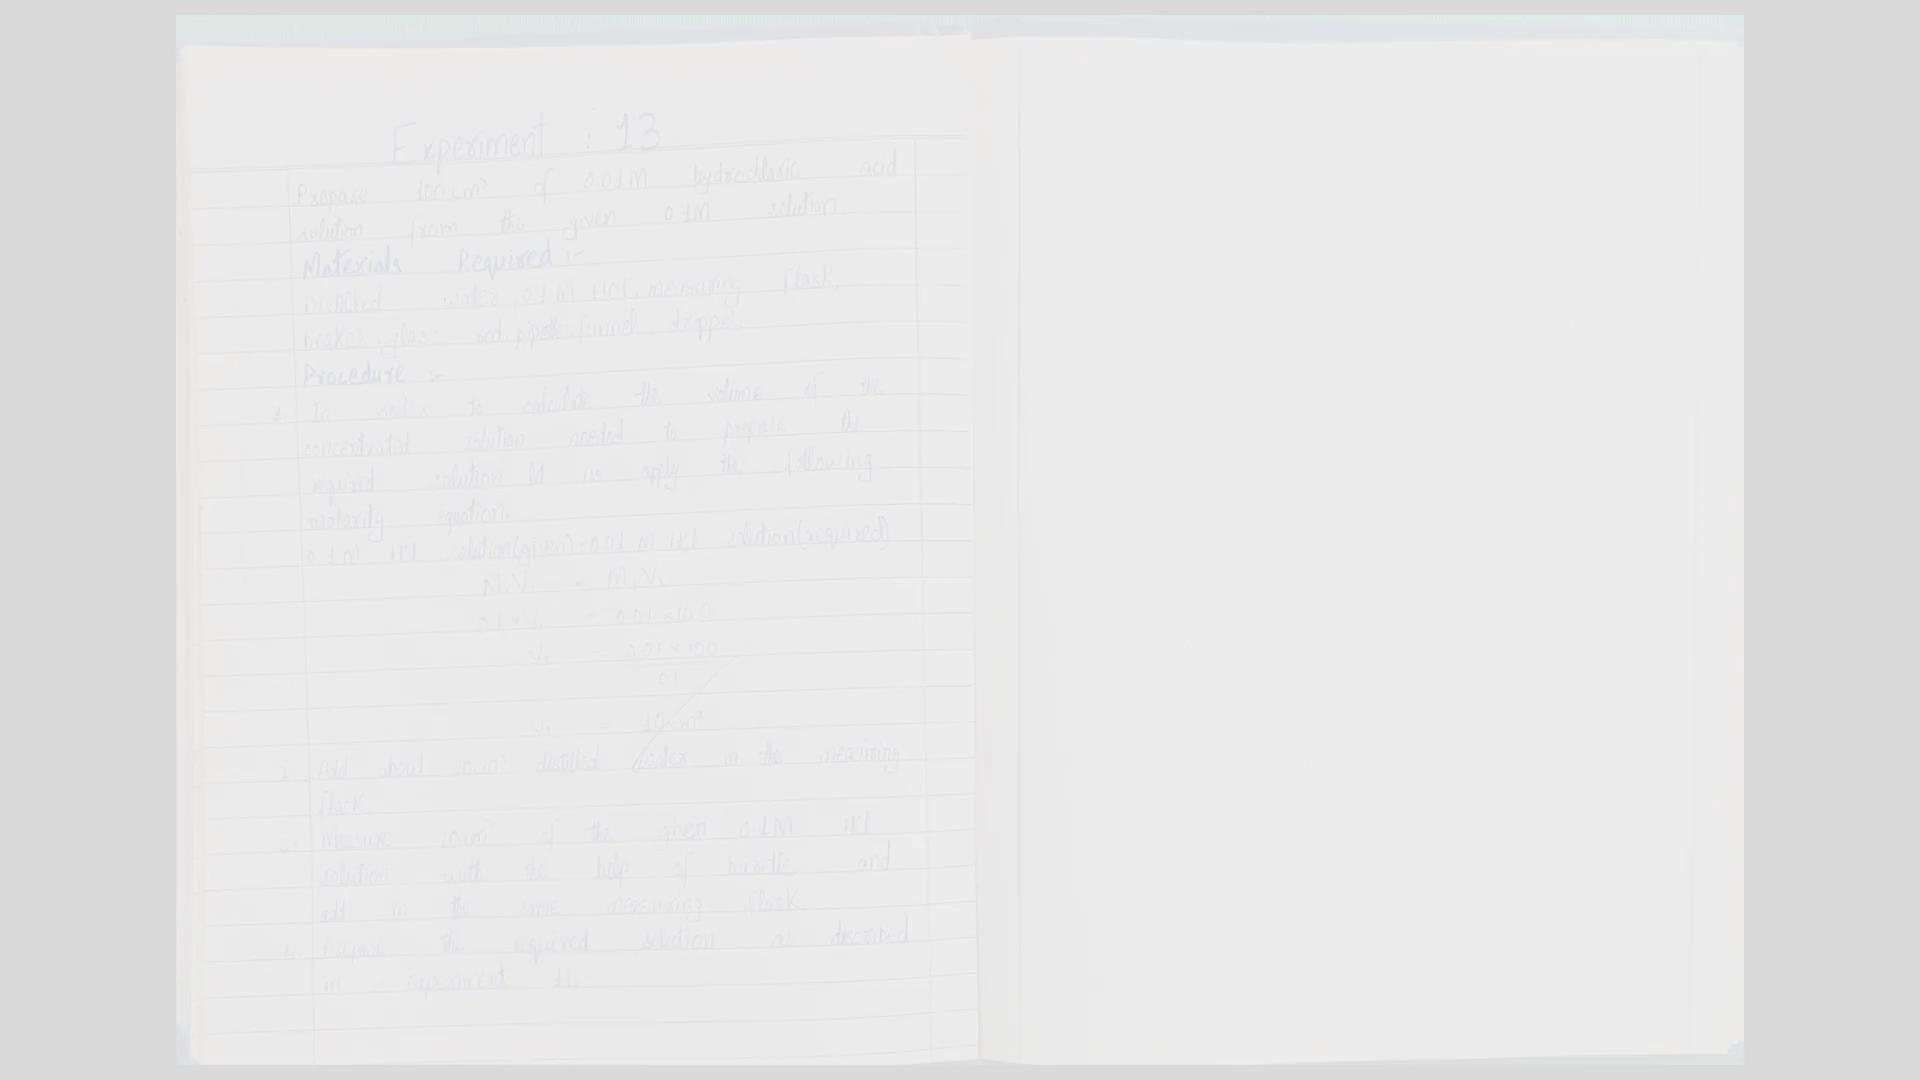 Experiment : 13
Prepare 100 cm³ of 0.01M hydrochloric acid
solution from the given 0.1M solution
Materials Required :-
Distilled water, 0.1 M HCl, measuring flask,
beaker, glass rod, pipette, funnel, dropper.
Procedure :-
1. In order to calculate the volume of the
concentrated solution needed to prepare the
required solution let us apply the following
molarity equation.
0.1M HCl solution(given) : 0.01 M HCl solution(required)
M₁V₁ = M₂V₂
0.1 × V₁ = 0.01 × 100
V₁ = 0.01 × 100
0.1
V₁ = 10 cm³
2. Add about cm³ distilled water in the measuring
flask.
3. Measure 10 cm³ of the given 0.1M HCl
solution with the help of burette and
add in the same measuring flask.
4. Prepare the required solution as discribed
in experiment 11.